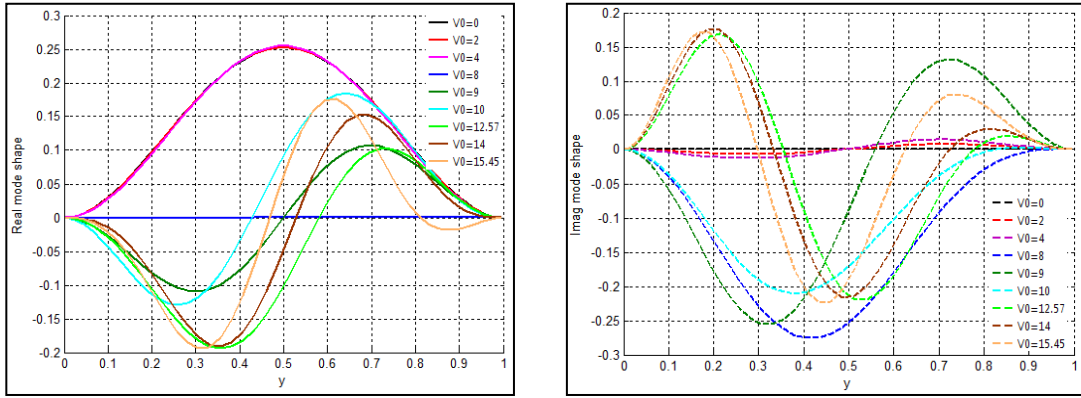 0.3
0.25
0.2
0.15
0.1
0.05
0
-0.05
-0.1
-0.15
-0.2
Real mode shape
0 0.1 0.2 0.3 0.4 0.5 0.6 0.7 0.8 0.9 1
y
V0=0
V0=2
V0=4
V0=8
V0=9
V0=10
V0=12.57
V0=14
V0=15.45
0.2
0.15
0.1
0.05
0
-0.05
-0.1
-0.15
-0.2
-0.25
-0.3
Imag mode shape
0 0.1 0.2 0.3 0.4 0.5 0.6 0.7 0.8 0.9 1
y
V0=0
V0=2
V0=4
V0=8
V0=9
V0=10
V0=12.57
V0=14
V0=15.45